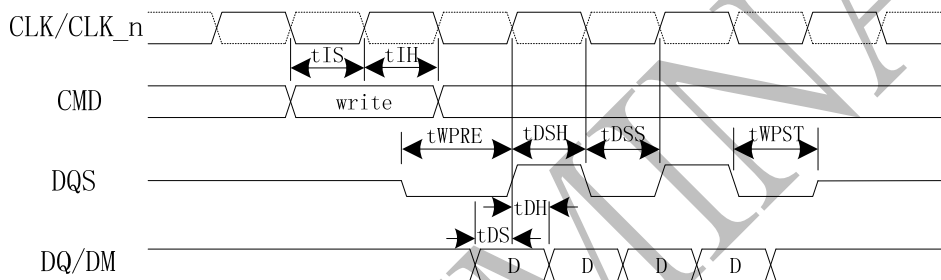 CLK/CLK_n
tIS tIH
CMD write
tWPRE tDSH tDSS tWPST
DQS
tDH
tDS
DQ/DM D D D D